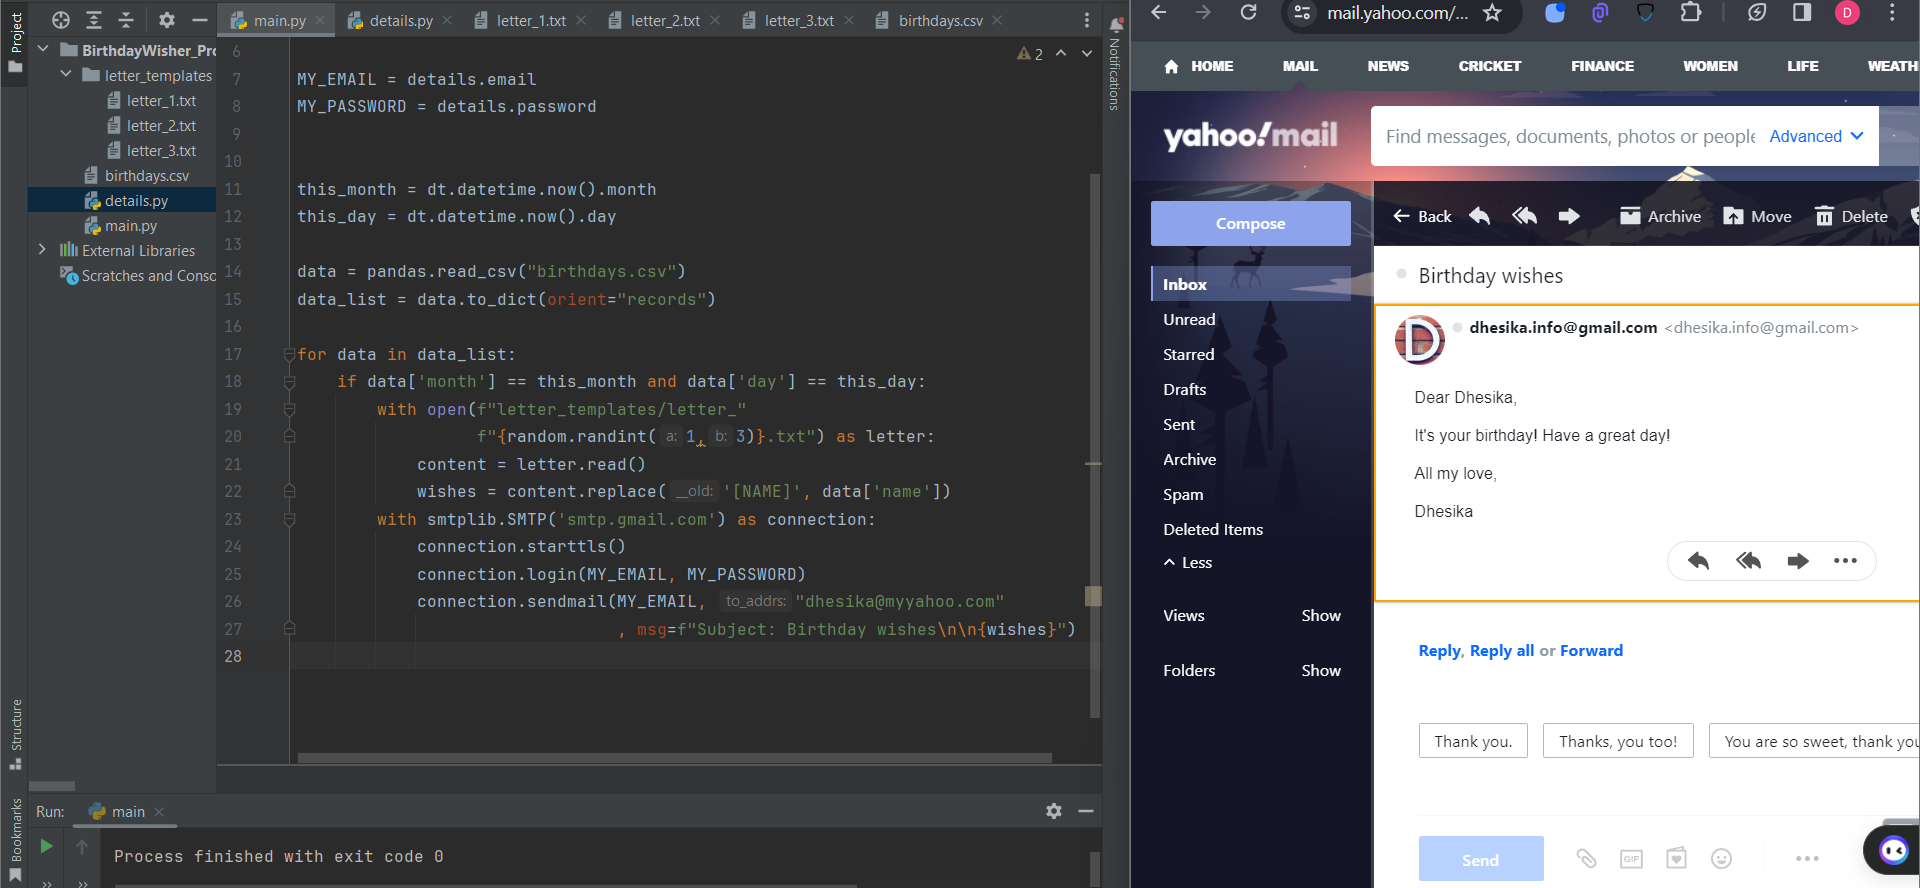 Project
main.py
details.py
letter_1.txt
letter_2.txt
letter_3.txt
birthdays.csv
BirthdayWisher_Pro
letter_templates
letter_1.txt
letter_2.txt
letter_3.txt
birthdays.csv
details.py
main.py
External Libraries
Scratches and Conso
Structure
Bookmarks
Notifications
2
6
7 MY_EMAIL = details.email
8 MY_PASSWORD = details.password
9
10
11 this_month = dt.datetime.now().month
12 this_day = dt.datetime.now().day
13
14 data = pandas.read_csv("birthdays.csv")
15 data_list = data.to_dict(orient="records")
16
17 for data in data_list:
18 if data['month'] == this_month and data['day'] == this_day:
19 with open(f"letter_templates/letter_"
20 f"{random.randint( a: 1, b: 3)}.txt") as letter:
21 content = letter.read()
22 wishes = content.replace( __old: '[NAME]', data['name'])
23 with smtplib.SMTP('smtp.gmail.com') as connection:
24 connection.starttls()
25 connection.login(MY_EMAIL, MY_PASSWORD)
26 connection.sendmail(MY_EMAIL, to_addrs: "dhesika@myyahoo.com"
27 , msg=f"Subject: Birthday wishes\n\n{wishes}")
28
Run: main
Process finished with exit code 0
mail.yahoo.com/...
D
HOME MAIL NEWS CRICKET FINANCE WOMEN LIFE WEATH
yahoo!mail
Find messages, documents, photos or people
Advanced
Compose
Back Archive Move Delete
Inbox
Unread
Starred
Drafts
Sent
Archive
Spam
Deleted Items
Less
Views Show
Folders Show
Birthday wishes
D
dhesika.info@gmail.com <dhesika.info@gmail.com>
Dear Dhesika,
It's your birthday! Have a great day!
All my love,
Dhesika
Reply, Reply all or Forward
Thank you. Thanks, you too! You are so sweet, thank you
Send GIF